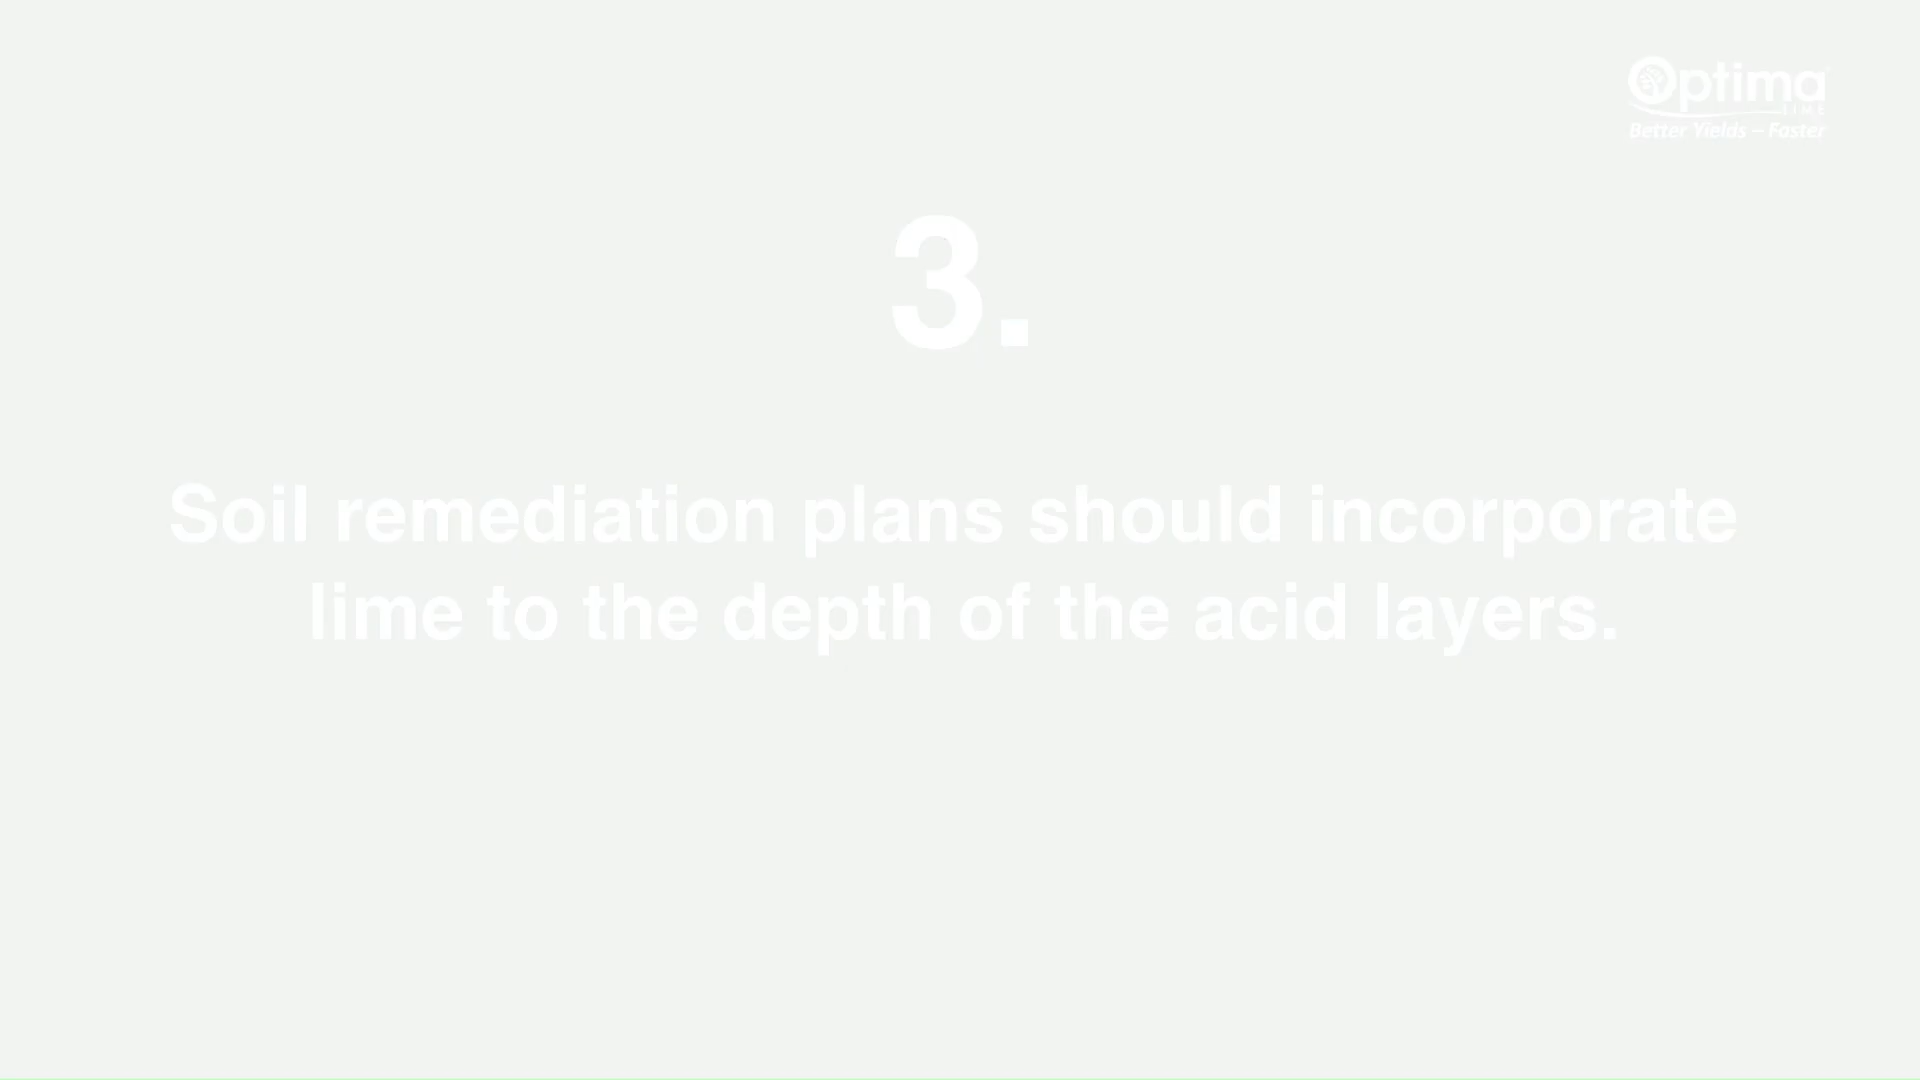 Optima
LIME
Better Yields – Faster
3.
Soil remediation plans should incorporate
lime to the depth of the acid layers.